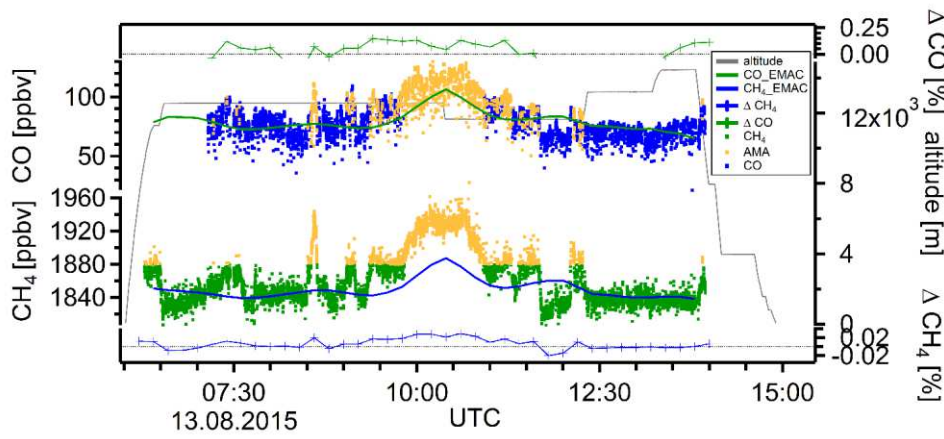 0.25
0.00
Δ CO [%]
100
50
CO [ppbv]
altitude
CO_EMAC
CH₄_EMAC
Δ CH₄
Δ CO
CH₄
AMA
CO
12x10³
8
4
0
altitude [m]
1960
1920
1880
1840
CH₄ [ppbv]
0.02
-0.02
Δ CH₄ [%]
07:30
10:00
12:30
15:00
13.08.2015
UTC